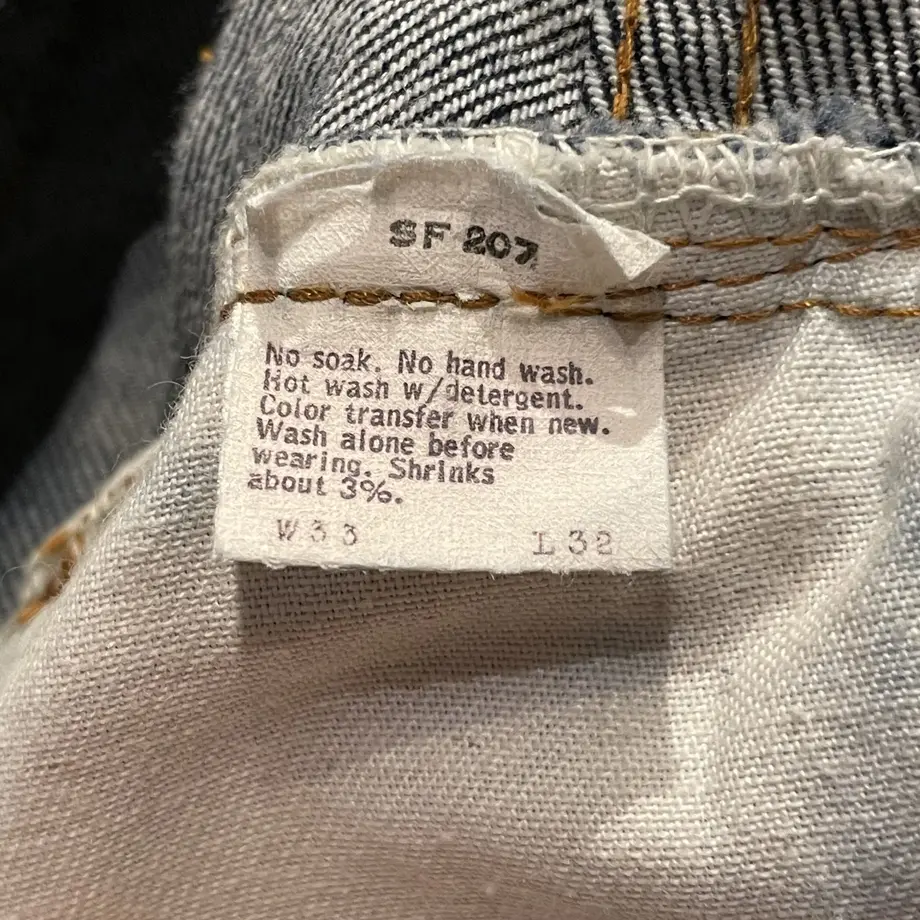 SF 207
No soak. No hand wash.
Hot wash w/detergent.
Color transfer when new.
Wash alone before
wearing. Shrinks
about 3%.
W33 L32